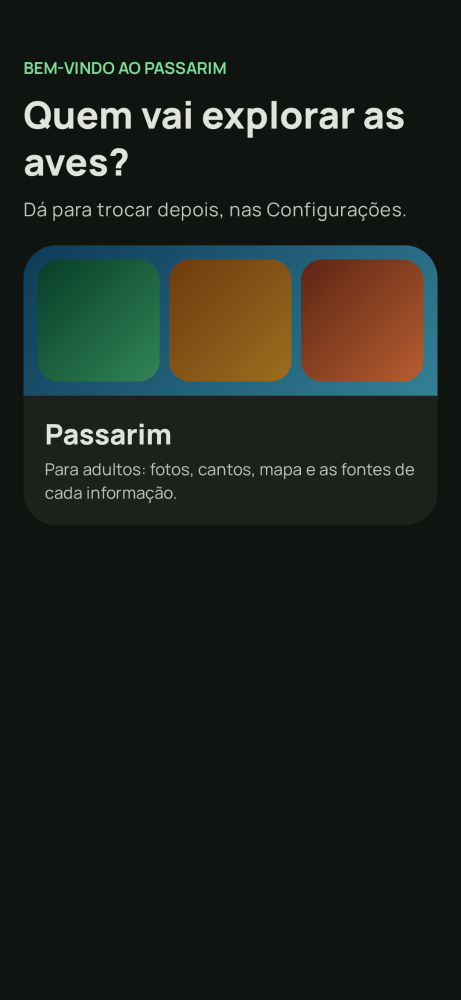 BEM-VINDO AO PASSARIM
Quem vai explorar as
aves?
Dá para trocar depois, nas Configurações.
Passarim
Para adultos: fotos, cantos, mapa e as fontes de
cada informação.